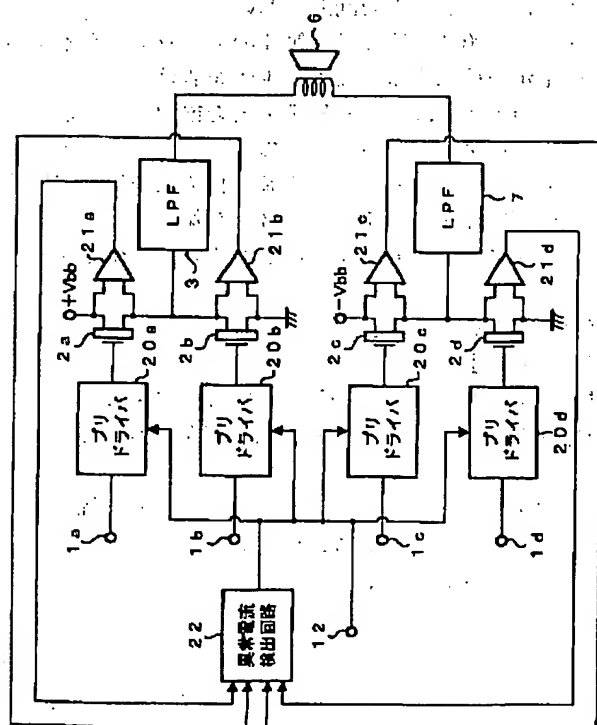 6
+Vbb
LPF
3
21a
2a
20a
プリ
ドライバ
1a
21b
2b
20b
プリ
ドライバ
1b
22
異常電流
検出回路
12
-Vbb
LPF
7
21c
2c
20c
プリ
ドライバ
1c
21d
2d
20d
プリ
ドライバ
1d